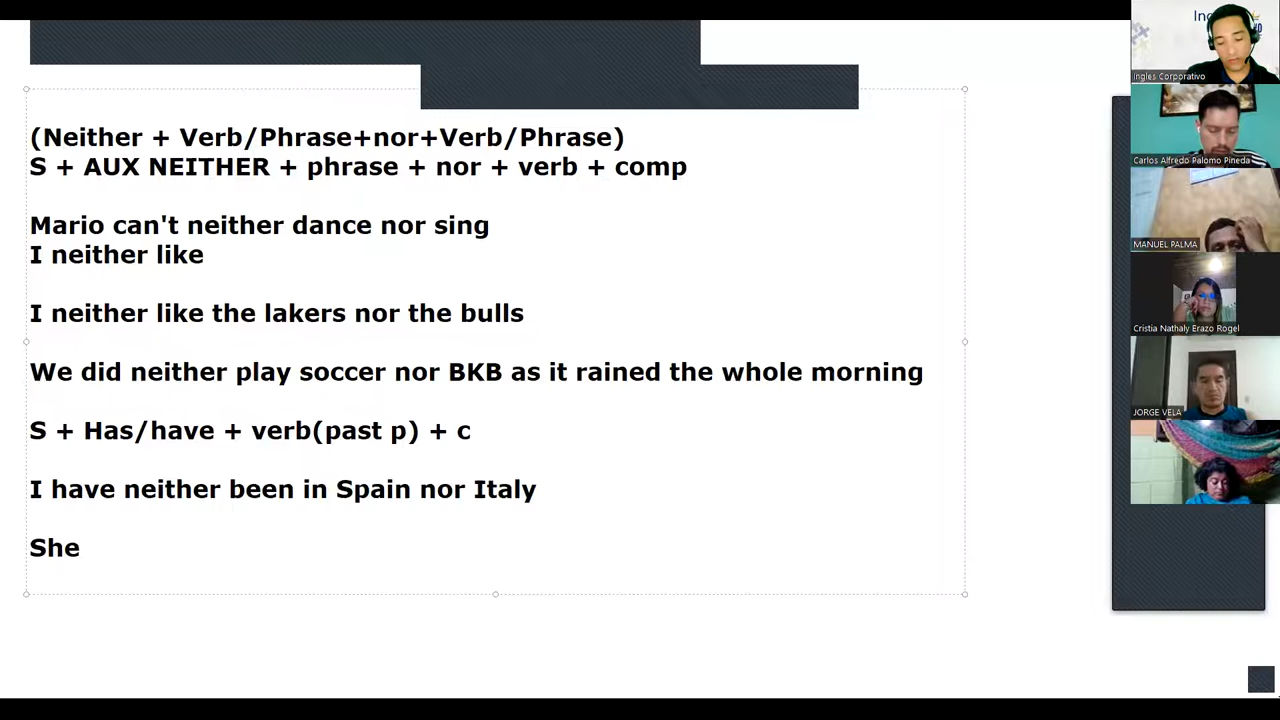 (Neither + Verb/Phrase+nor+Verb/Phrase)
S + AUX NEITHER + phrase + nor + verb + comp
Mario can't neither dance nor sing
I neither like
I neither like the lakers nor the bulls
We did neither play soccer nor BKB as it rained the whole morning
S + Has/have + verb(past p) + c
I have neither been in Spain nor Italy
She
Ingles Corporativo
Carlos Alfredo Palomo Pineda
MANUEL PALMA
Cristia Nathaly Erazo Rogel
JORGE VELA